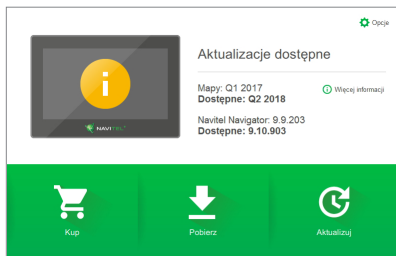 Opcje
Aktualizacje dostępne
Mapy: Q1 2017
Więcej informacji
Dostępne: Q2 2018
Navitel Navigator: 9.9.203
Dostępne: 9.10.903
NAVITEL
Kup
Pobierz
Aktualizuj